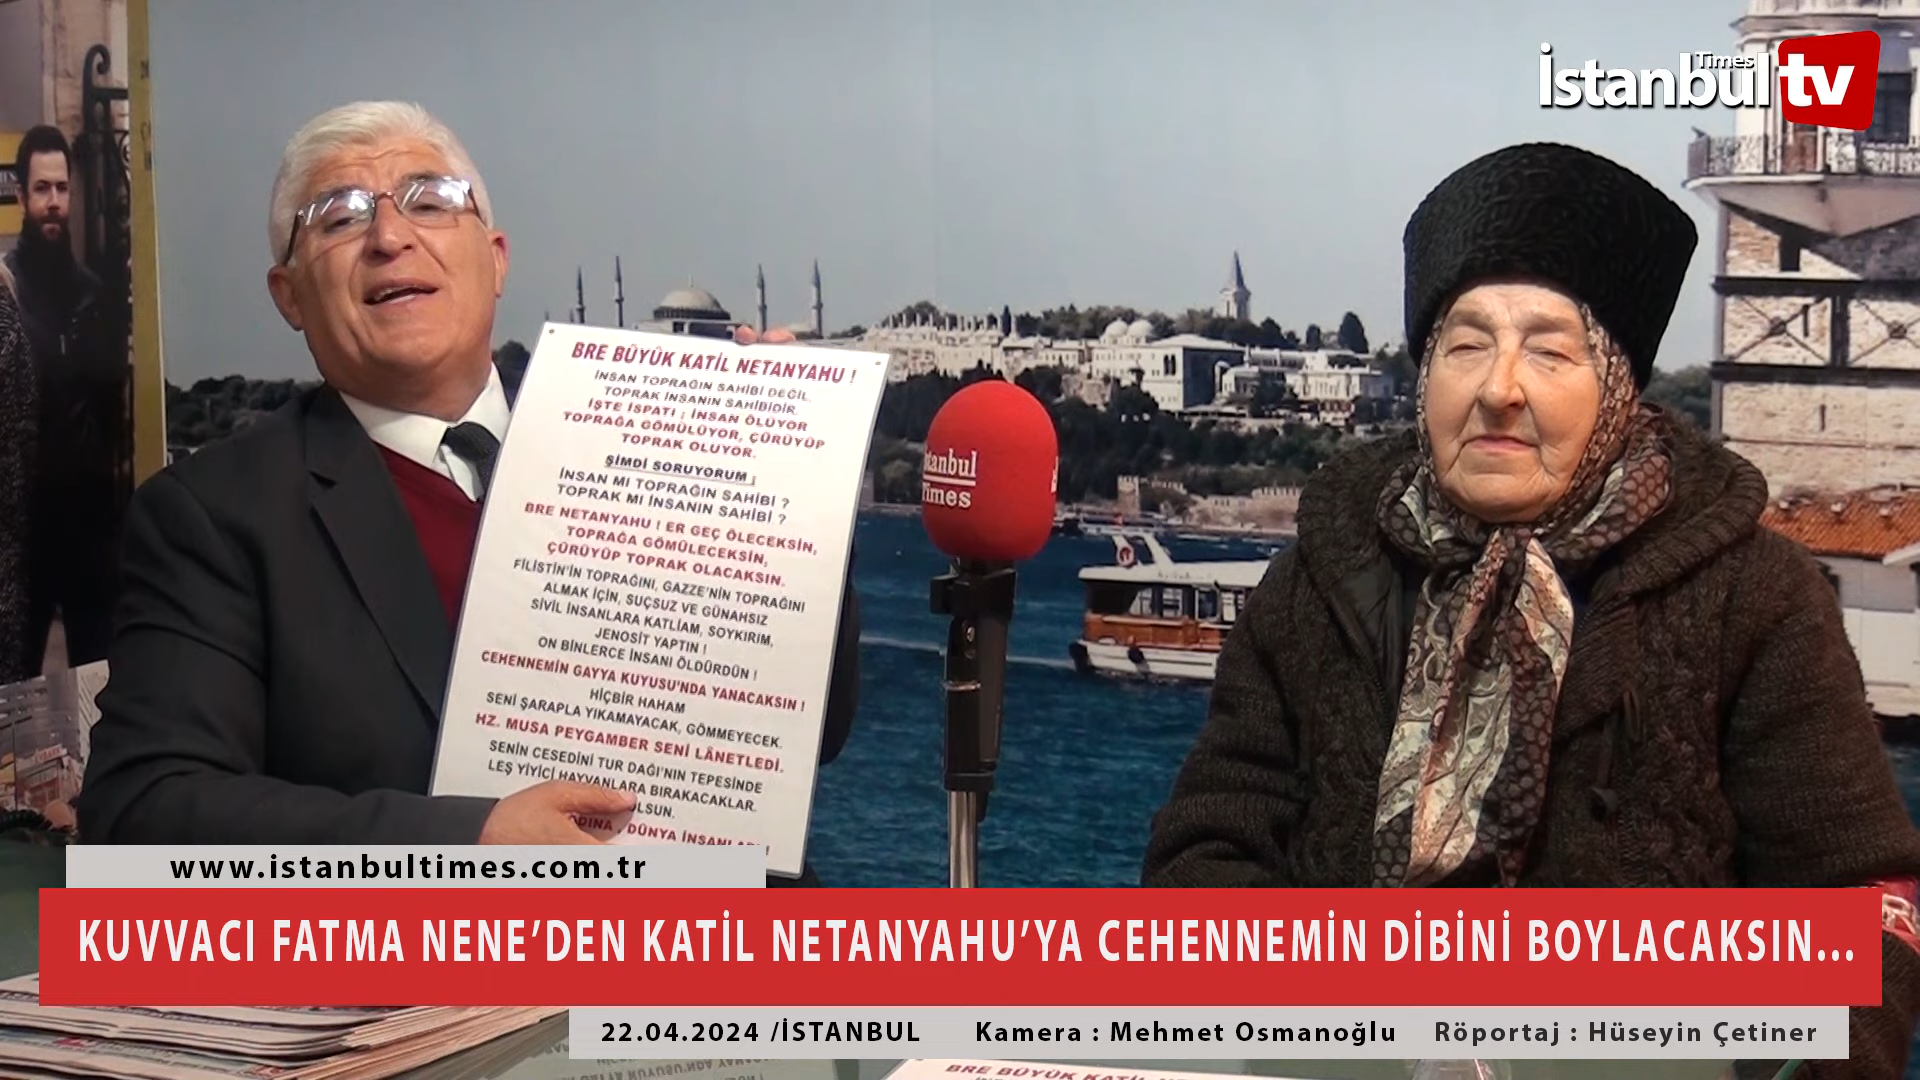 İstanbul Times tv
BRE BÜYÜK KATİL NETANYAHU !
İNSAN TOPRAĞIN SAHİBİ DEĞİL,
TOPRAK İNSANIN SAHİBİDİR.
İŞTE İSPATI ; İNSAN ÖLÜYOR
TOPRAĞA GÖMÜLÜYOR, ÇÜRÜYÜP
TOPRAK OLUYOR.
ŞİMDİ SORUYORUM ;
İNSAN MI TOPRAĞIN SAHİBİ ?
TOPRAK MI İNSANIN SAHİBİ ?
BRE NETANYAHU ! ER GEÇ ÖLECEKSİN,
TOPRAĞA GÖMÜLECEKSİN,
ÇÜRÜYÜP TOPRAK OLACAKSIN.
FİLİSTİN'İN TOPRAĞINI, GAZZE'NİN TOPRAĞINI
ALMAK İÇİN, SUÇSUZ VE GÜNAHSIZ
SİVİL İNSANLARA KATLİAM, SOYKIRIM,
JENOSİT YAPTIN !
ON BİNLERCE İNSANI ÖLDÜRDÜN !
CEHENNEMİN GAYYA KUYUSU'NDA YANACAKSIN !
HİÇBİR HAHAM
SENİ ŞARAPLA YIKAMAYACAK, GÖMMEYECEK.
HZ. MUSA PEYGAMBER SENİ LÂNETLEDİ.
SENİN CESEDİNİ TUR DAĞI'NIN TEPESİNDE
LEŞ YİYİCİ HAYVANLARA BIRAKACAKLAR.
OLSUN.
DÜNYA İNSANLARI !
İstanbul
Times
www.istanbultimes.com.tr
KUVVACI FATMA NENE'DEN KATİL NETANYAHU'YA CEHENNEMİN DİBİNİ BOYLACAKSIN...
22.04.2024 /İSTANBUL Kamera : Mehmet Osmanoğlu Röportaj : Hüseyin Çetiner
BRE BÜYÜK KATİL